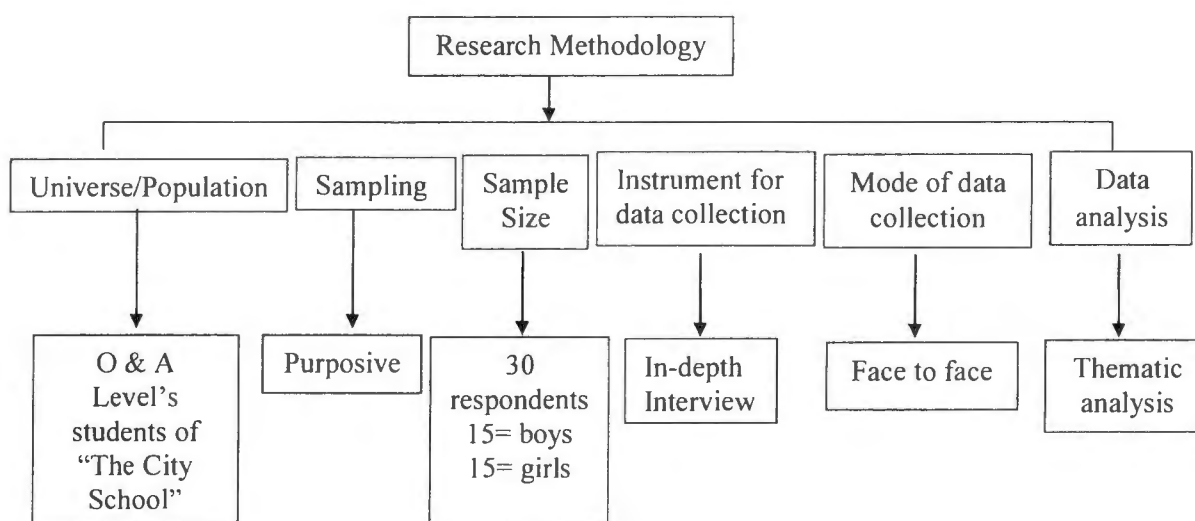 Research Methodology
Universe/Population
Sampling
Sample
Size
Instrument for
data collection
Mode of data
collection
Data
analysis
O & A
Level's
students of
“The City
School”
Purposive
30
respondents
15= boys
15= girls
In-depth
Interview
Face to face
Thematic
analysis